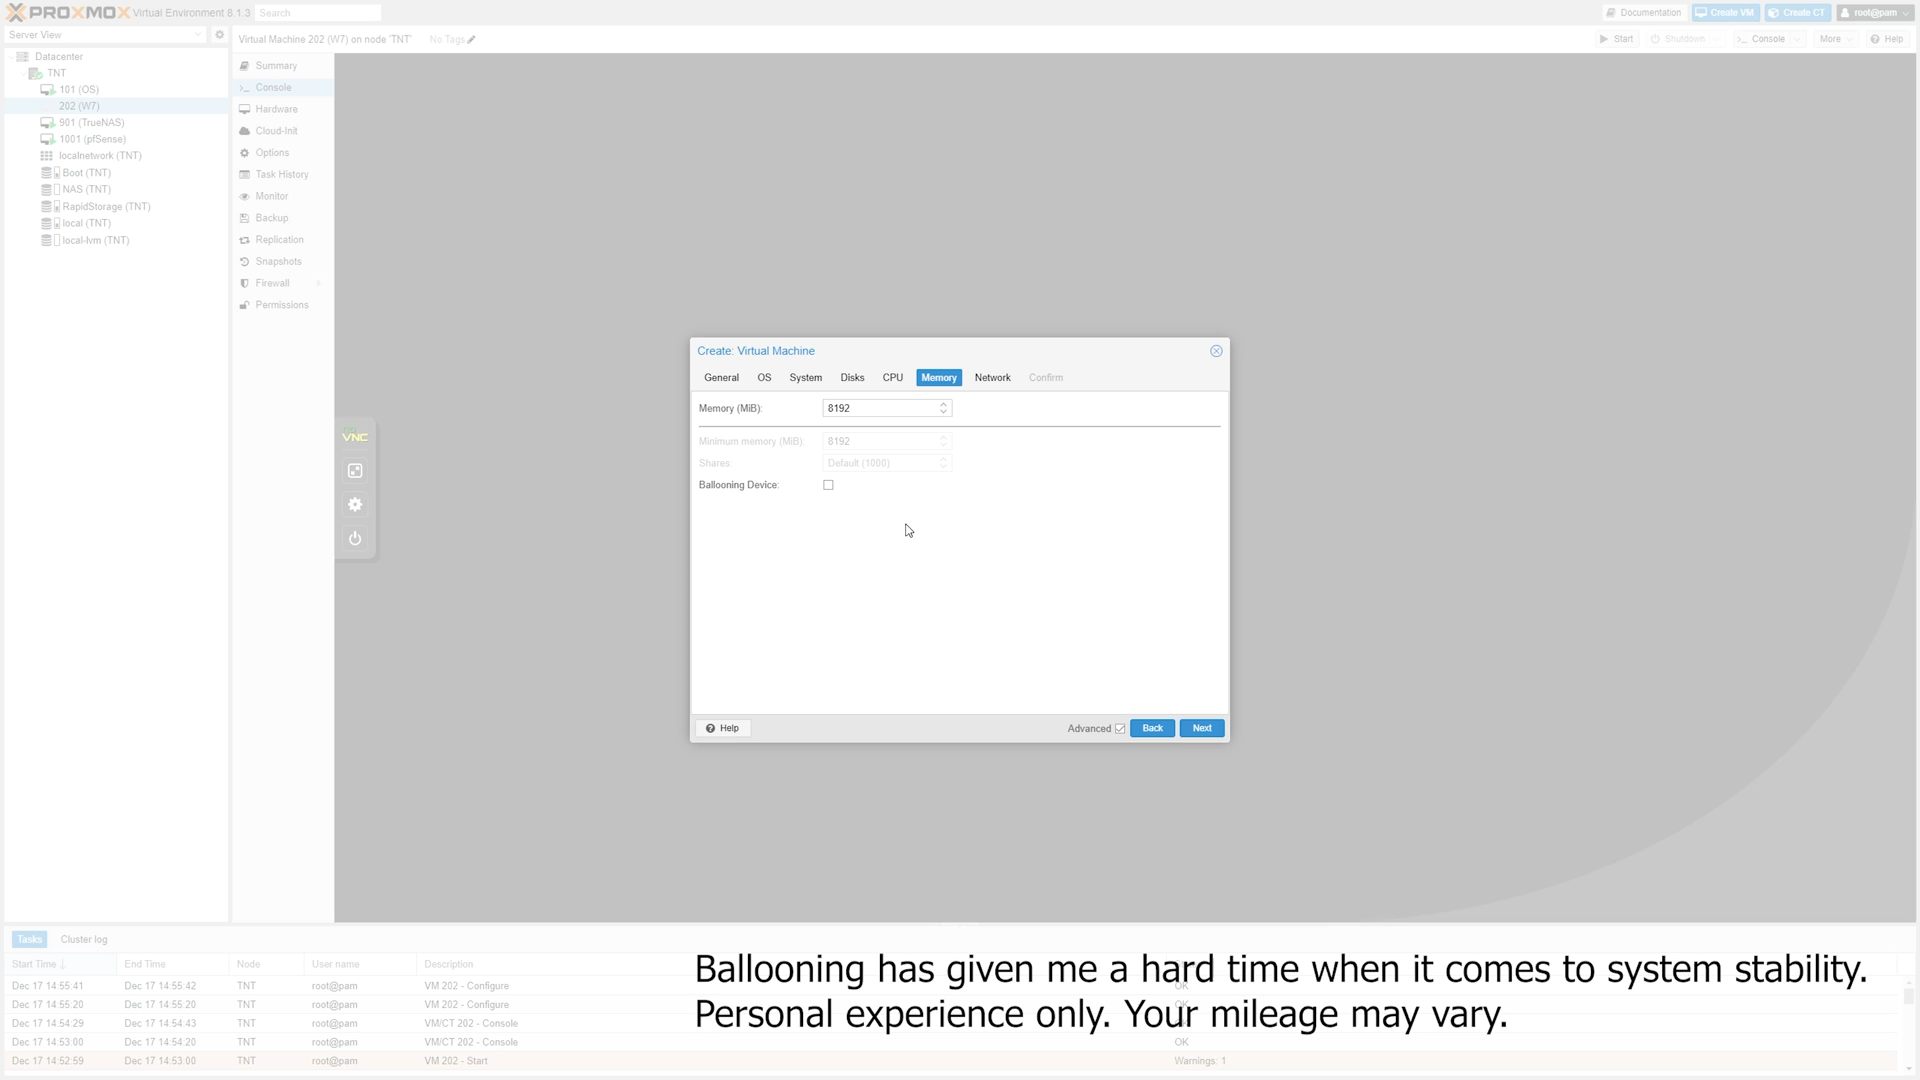 PROXMOX Virtual Environment 8.1.3 Search
Documentation Create VM Create CT root@pam
Server View
Virtual Machine 202 (W7) on node 'TNT' No Tags
Start Shutdown Console More Help
Datacenter
TNT
101 (OS)
202 (W7)
901 (TrueNAS)
1001 (pfSense)
localnetwork (TNT)
Boot (TNT)
NAS (TNT)
RapidStorage (TNT)
local (TNT)
local-lvm (TNT)
Summary
Console
Hardware
Cloud-Init
Options
Task History
Monitor
Backup
Replication
Snapshots
Firewall
Permissions
noVNC
Create: Virtual Machine
General OS System Disks CPU Memory Network Confirm
Memory (MiB): 8192
Minimum memory (MiB): 8192
Shares: Default (1000)
Ballooning Device:
Help Advanced Back Next
Tasks Cluster log
Start Time End Time Node User name Description
Dec 17 14:55:41 Dec 17 14:55:42 TNT root@pam VM 202 - Configure OK
Dec 17 14:55:20 Dec 17 14:55:20 TNT root@pam VM 202 - Configure OK
Dec 17 14:54:29 Dec 17 14:54:43 TNT root@pam VM/CT 202 - Console
Dec 17 14:53:00 Dec 17 14:54:20 TNT root@pam VM/CT 202 - Console OK
Dec 17 14:52:59 Dec 17 14:53:00 TNT root@pam VM 202 - Start Warnings: 1
Ballooning has given me a hard time when it comes to system stability.
Personal experience only. Your mileage may vary.